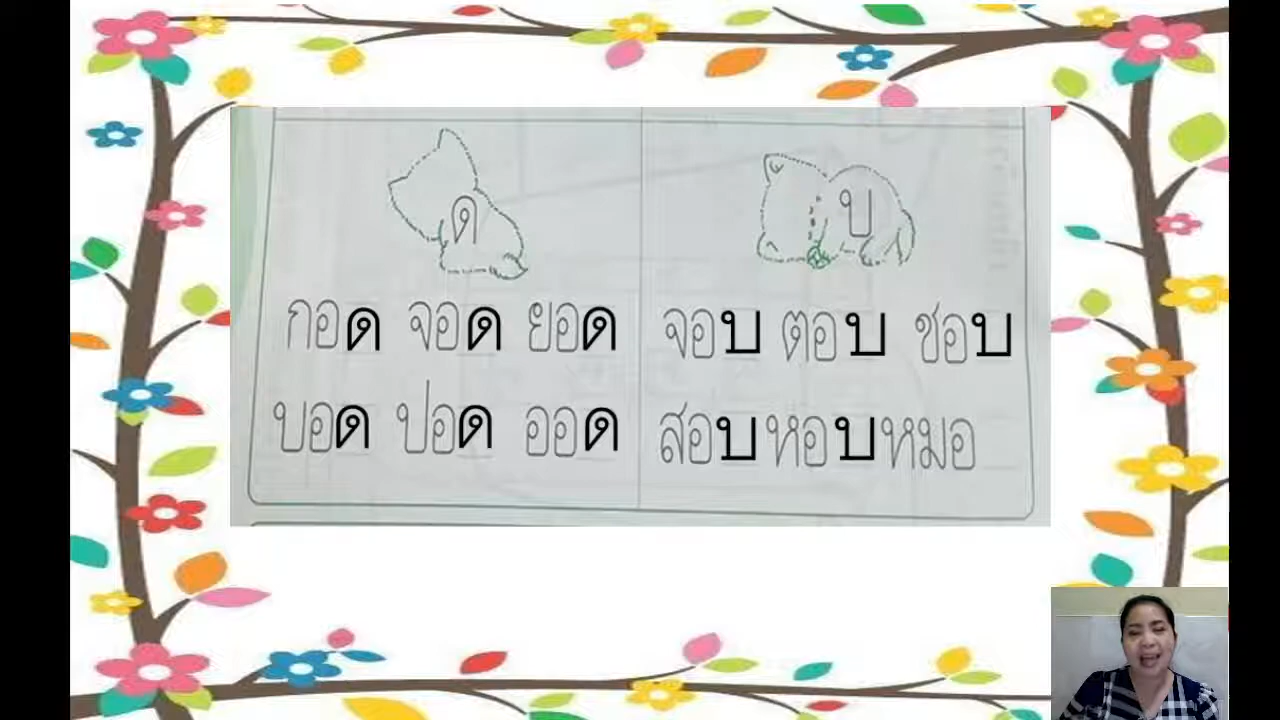 ด
กอด จอด ยอด
บอด ปอด ออด
บ
จอบ ตอบ ชอบ
สอบ หอบ หมอ